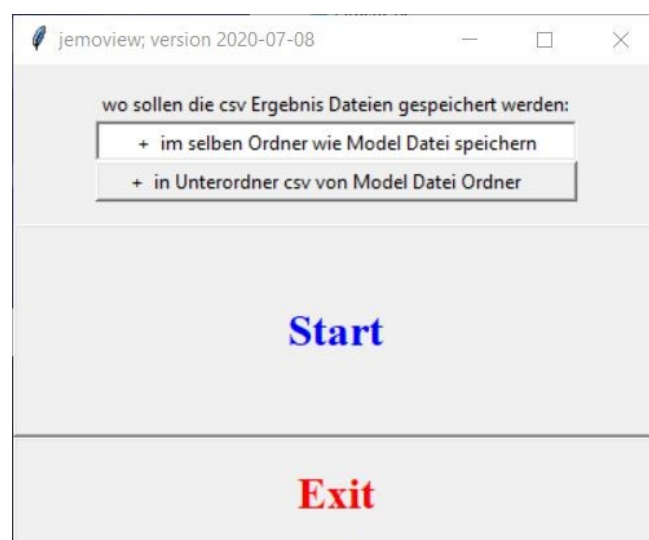 jemoview; version 2020-07-08
wo sollen die csv Ergebnis Dateien gespeichert werden:
+ im selben Ordner wie Model Datei speichern
+ in Unterordner csv von Model Datei Ordner
Start
Exit